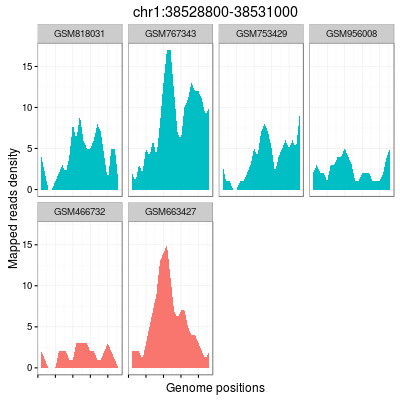 chr1:38528800-38531000
GSM818031 GSM767343 GSM753429 GSM956008
15
10
5
0
GSM466732 GSM663427
15
10
5
0
Mapped reads density
Genome positions